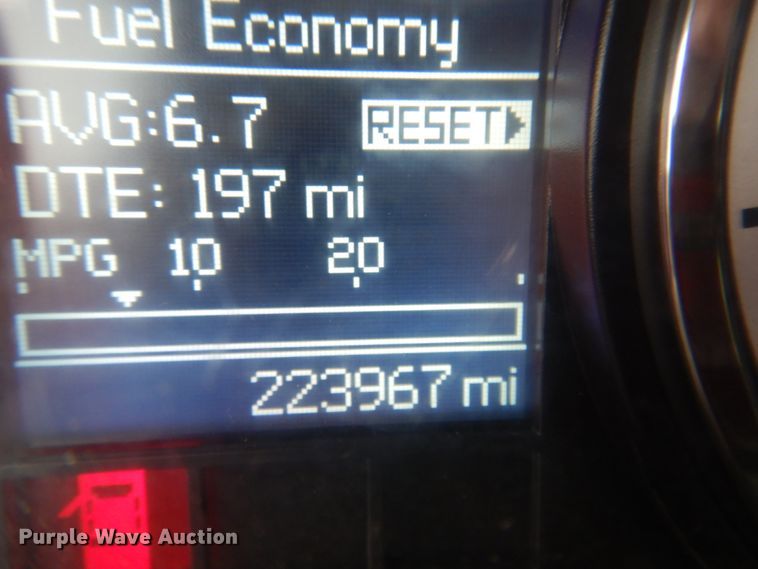 Fuel Economy
AVG:6.7 RESET
DTE: 197 mi
MPG 10 20
223967 mi
Purple Wave Auction